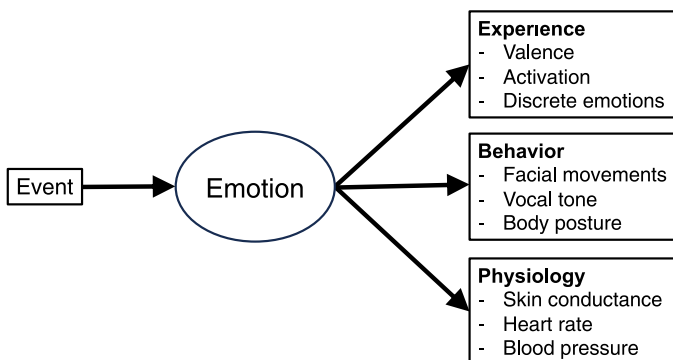 Event
Emotion
Experience
- Valence
- Activation
- Discrete emotions
Behavior
- Facial movements
- Vocal tone
- Body posture
Physiology
- Skin conductance
- Heart rate
- Blood pressure